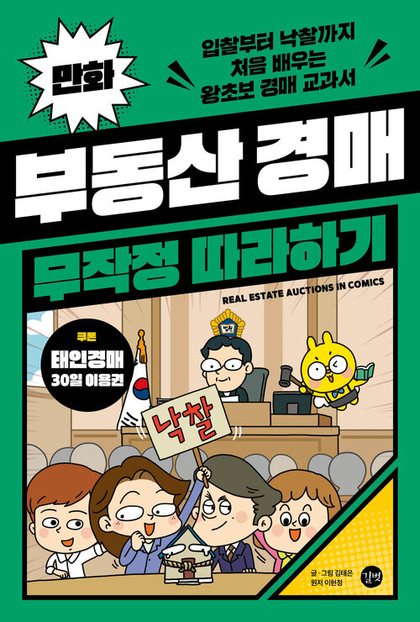 만화
입찰부터 낙찰까지
처음 배우는
왕초보 경매 교과서
부동산 경매
무작정 따라하기
REAL ESTATE AUCTIONS IN COMICS
쿠폰
태인경매
30일 이용권
낙찰
글·그림 김태은
원저 이현정
길벗